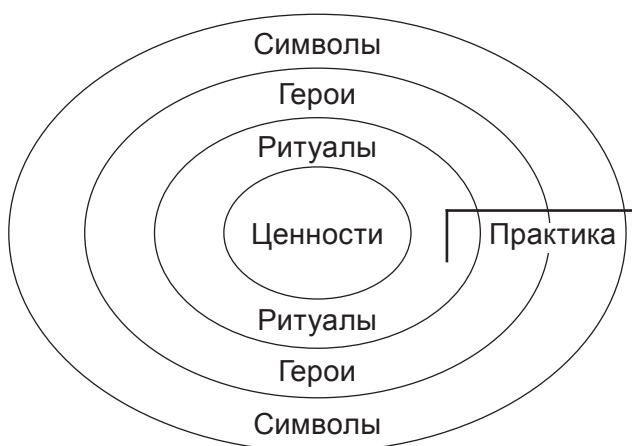 Символы
Герои
Ритуалы
Ценности Практика
Ритуалы
Герои
Символы